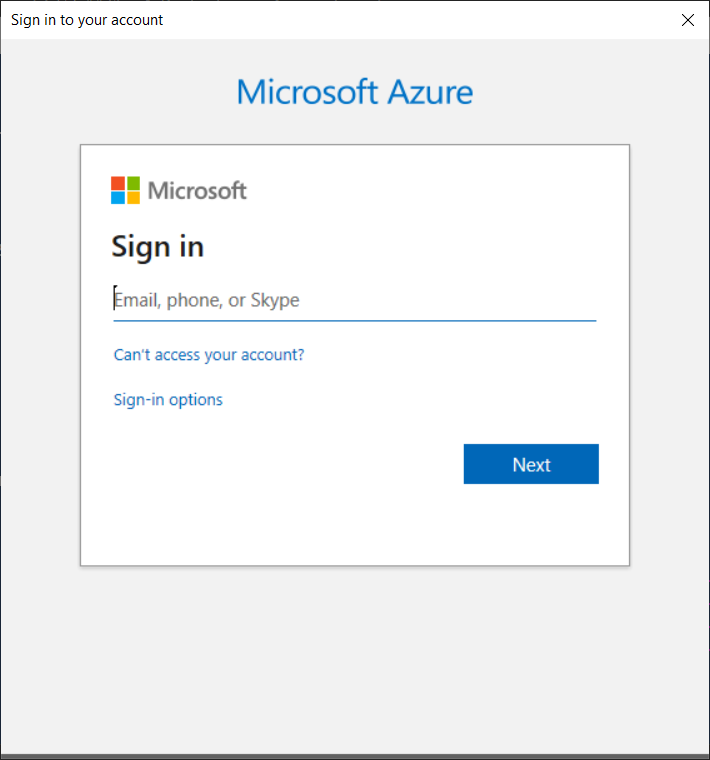 Sign in to your account
Microsoft Azure
Microsoft
Sign in
Email, phone, or Skype
Can't access your account?
Sign-in options
Next